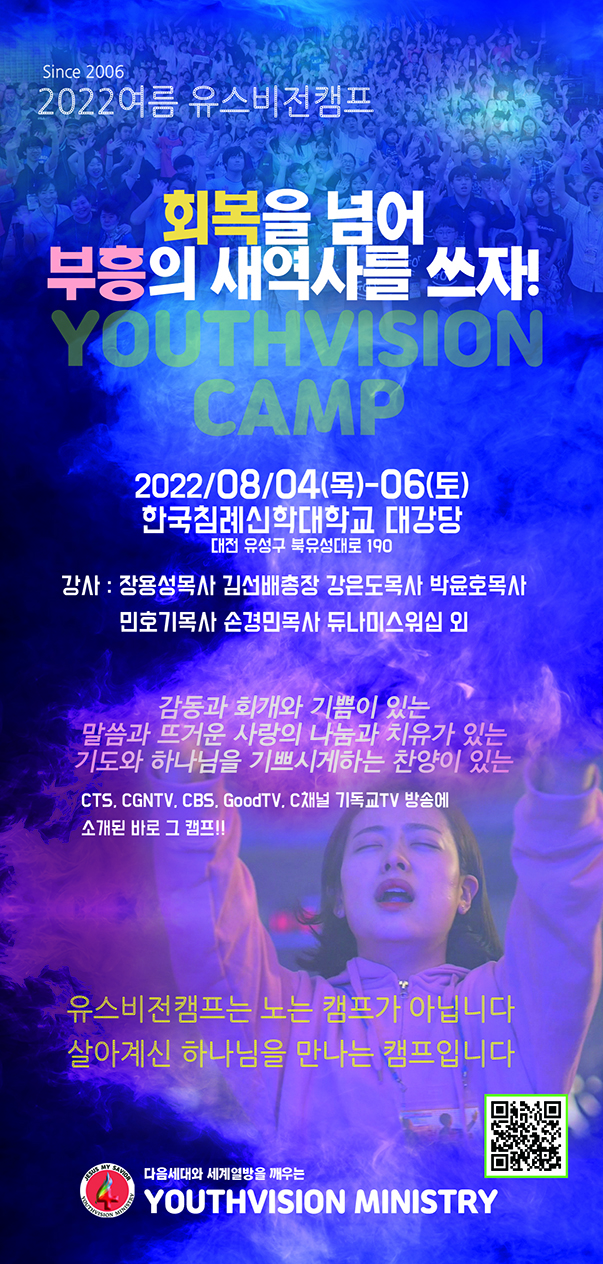 Since 2006
2022여름 유스비전캠프
회복을 넘어
부흥의 새역사를 쓰자!
YOUTHVISION
CAMP
2022/08/04(목)-06(토)
한국침례신학대학교 대강당
대전 유성구 북유성대로 190
강사 : 장용성목사 김선배총장 강은도목사 박윤호목사
민호기목사 손경민목사 듀나미스워십 외
감동과 회개와 기쁨이 있는
말씀과 뜨거운 사랑의 나눔과 치유가 있는
기도와 하나님을 기쁘시게하는 찬양이 있는
CTS, CGNTV, CBS, GoodTV, C채널 기독교TV 방송에
소개된 바로 그 캠프!!
유스비전캠프는 노는 캠프가 아닙니다
살아계신 하나님을 만나는 캠프입니다
JESUS MY SAVIOR
YOUTHVISION MINISTRY
다음세대와 세계열방을 깨우는
YOUTHVISION MINISTRY